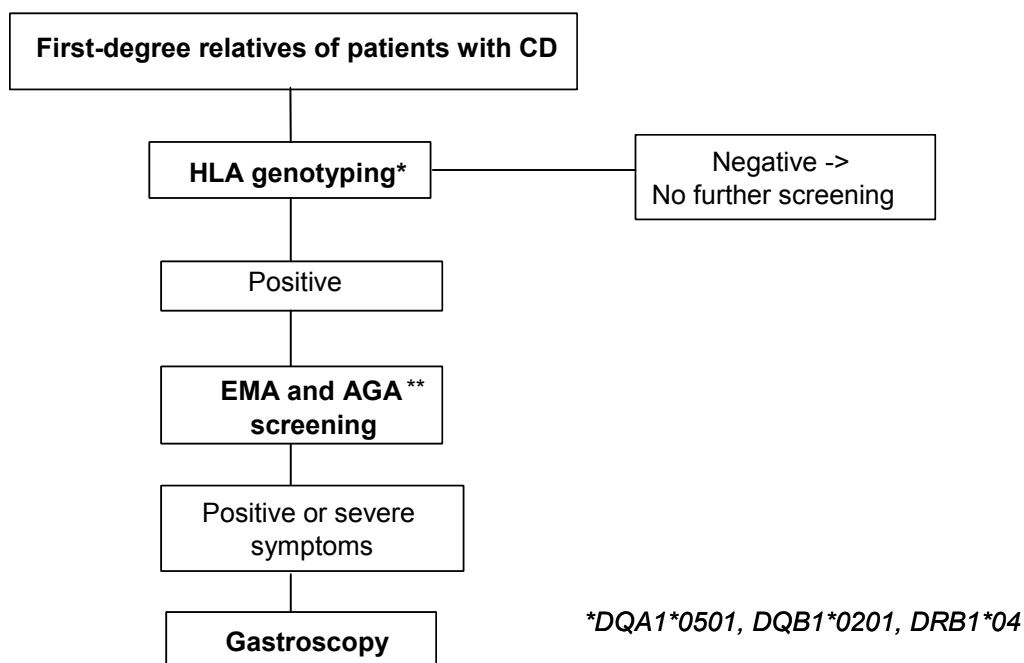 First-degree relatives of patients with CD
HLA genotyping*
Negative ->
No further screening
Positive
EMA and AGA **
screening
Positive or severe
symptoms
Gastroscopy
*DQA1*0501, DQB1*0201, DRB1*04